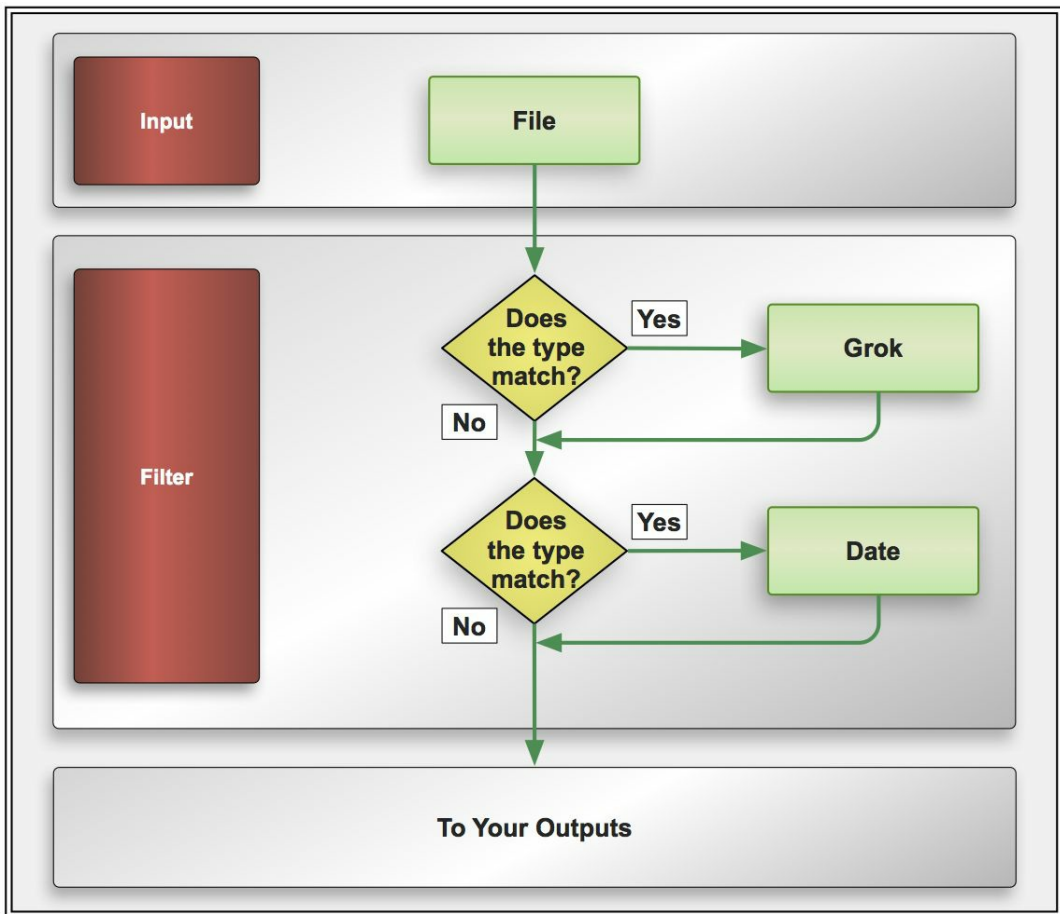 Input
File
Does
the type
match?
Yes
Grok
No
Filter
Does
the type
match?
Yes
Date
No
To Your Outputs